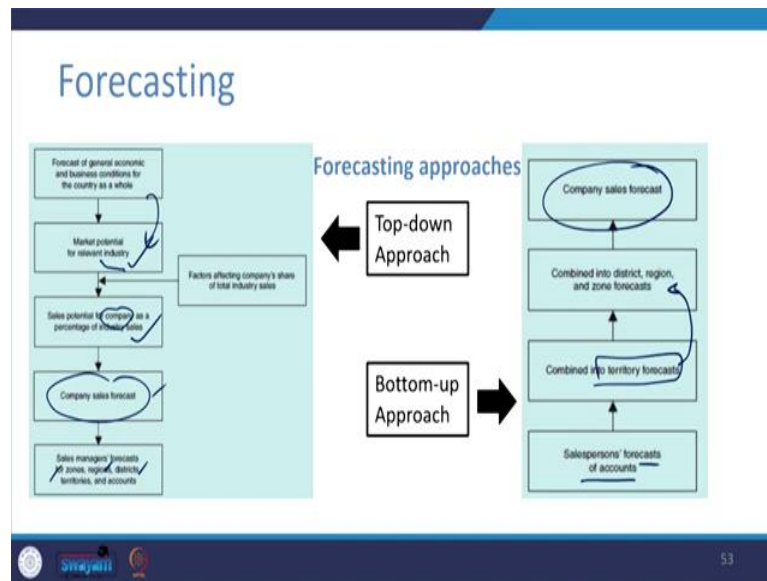 Forecasting
Forecast of general economic
and business conditions for
the country as a whole
Market potential
for relevant industry
Factors affecting company's share
of total industry sales
Sales potential for company as a
percentage of industry sales
Company sales forecast
Sales managers' forecasts
for zones, regions, districts,
territories, and accounts
Forecasting approaches
Top-down
Approach
Bottom-up
Approach
Company sales forecast
Combined into district, region,
and zone forecasts
Combined into territory forecasts
Salespersons' forecasts
of accounts
swayam
53